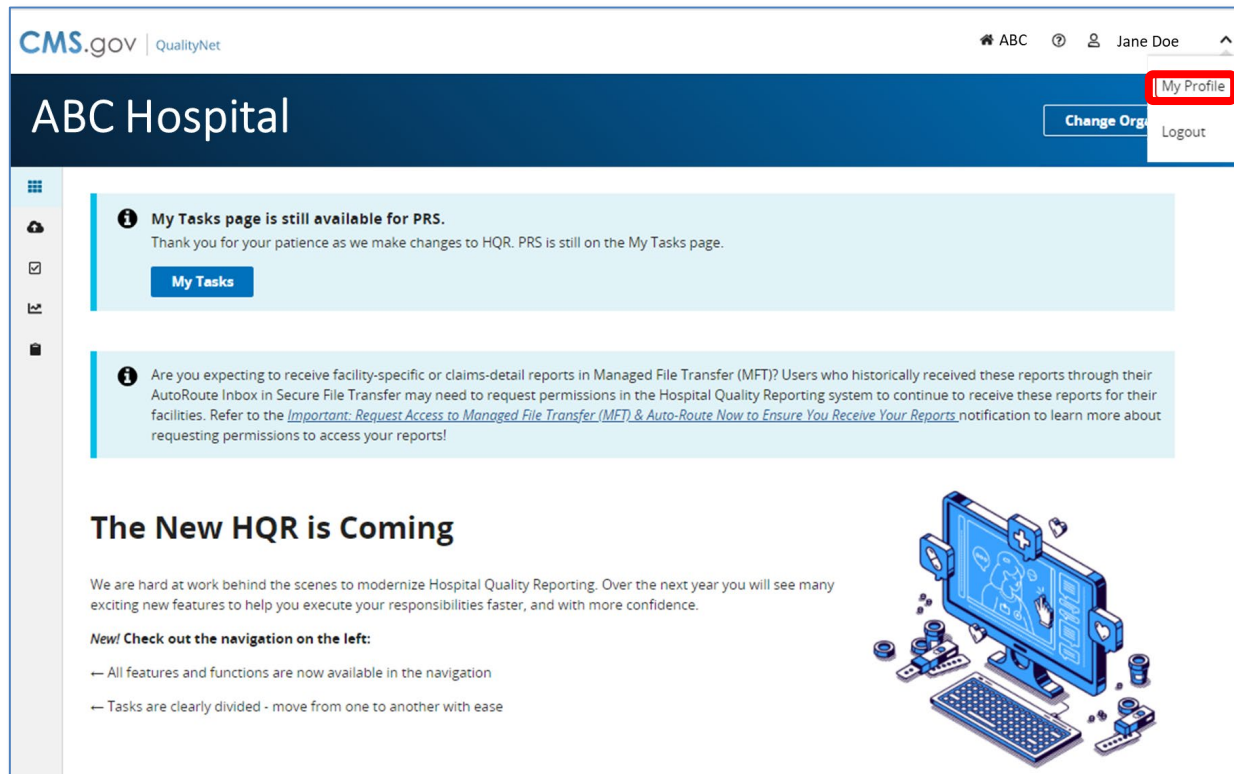 CMS.gov | QualityNet
ABC
Jane Doe
My Profile
Logout
ABC Hospital
Change Orga
My Tasks page is still available for PRS.
Thank you for your patience as we make changes to HQR. PRS is still on the My Tasks page.
My Tasks
Are you expecting to receive facility-specific or claims-detail reports in Managed File Transfer (MFT)? Users who historically received these reports through their
AutoRoute Inbox in Secure File Transfer may need to request permissions in the Hospital Quality Reporting system to continue to receive these reports for their
facilities. Refer to the Important: Request Access to Managed File Transfer (MFT) & Auto-Route Now to Ensure You Receive Your Reports notification to learn more about
requesting permissions to access your reports!
The New HQR is Coming
We are hard at work behind the scenes to modernize Hospital Quality Reporting. Over the next year you will see many
exciting new features to help you execute your responsibilities faster, and with more confidence.
New! Check out the navigation on the left:
← All features and functions are now available in the navigation
← Tasks are clearly divided - move from one to another with ease